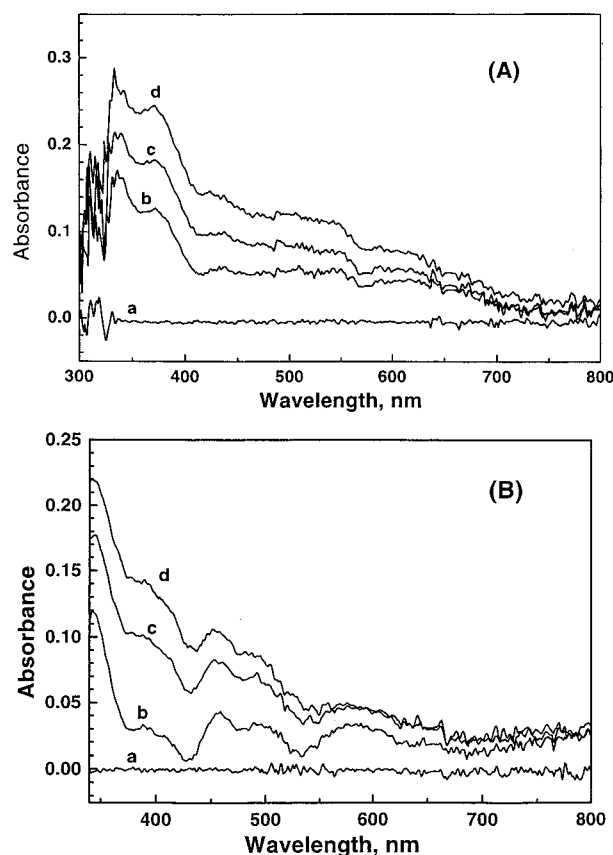 (A)
Absorbance
0.3
0.2
0.1
0.0
d
c
b
a
300 400 500 600 700 800
Wavelength, nm
(B)
Absorbance
0.25
0.20
0.15
0.10
0.05
0.00
d
c
b
a
400 500 600 700 800
Wavelength, nm